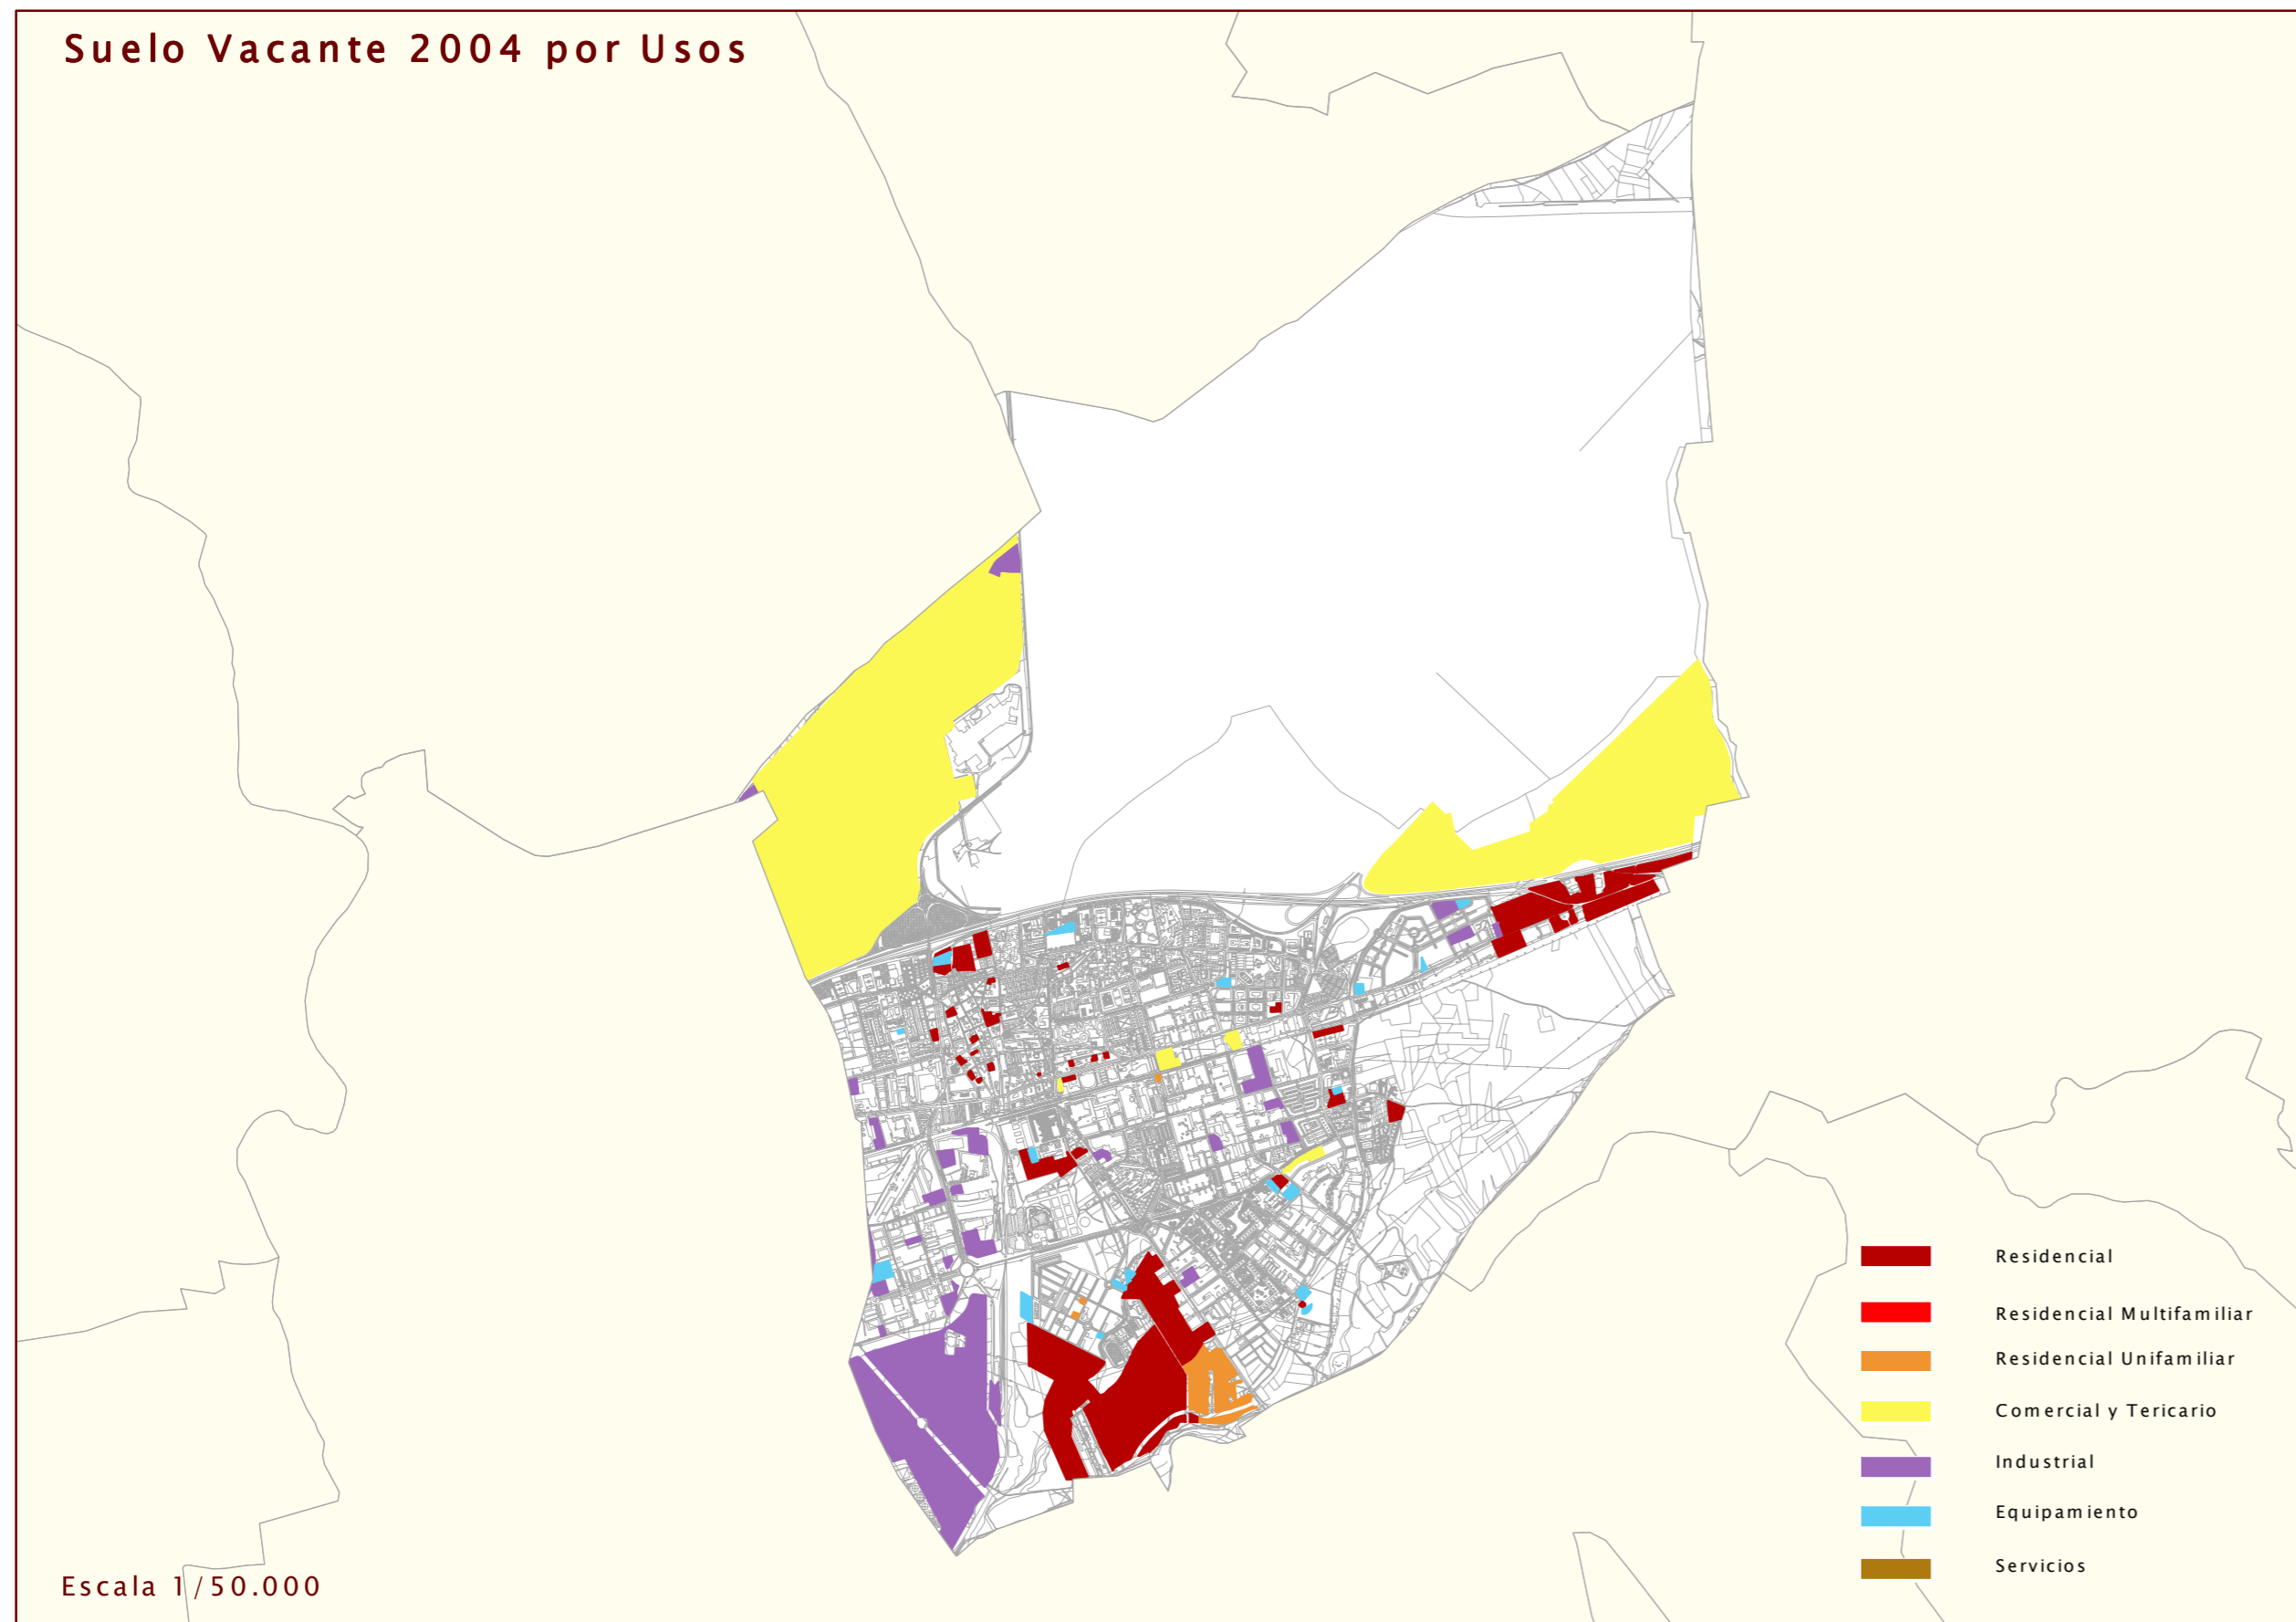 Suelo Vacante 2004 por Usos
Residencial
Residencial Multifamiliar
Residencial Unifamiliar
Comercial y Tericario
Industrial
Equipamiento
Servicios
Escala 1/50.000